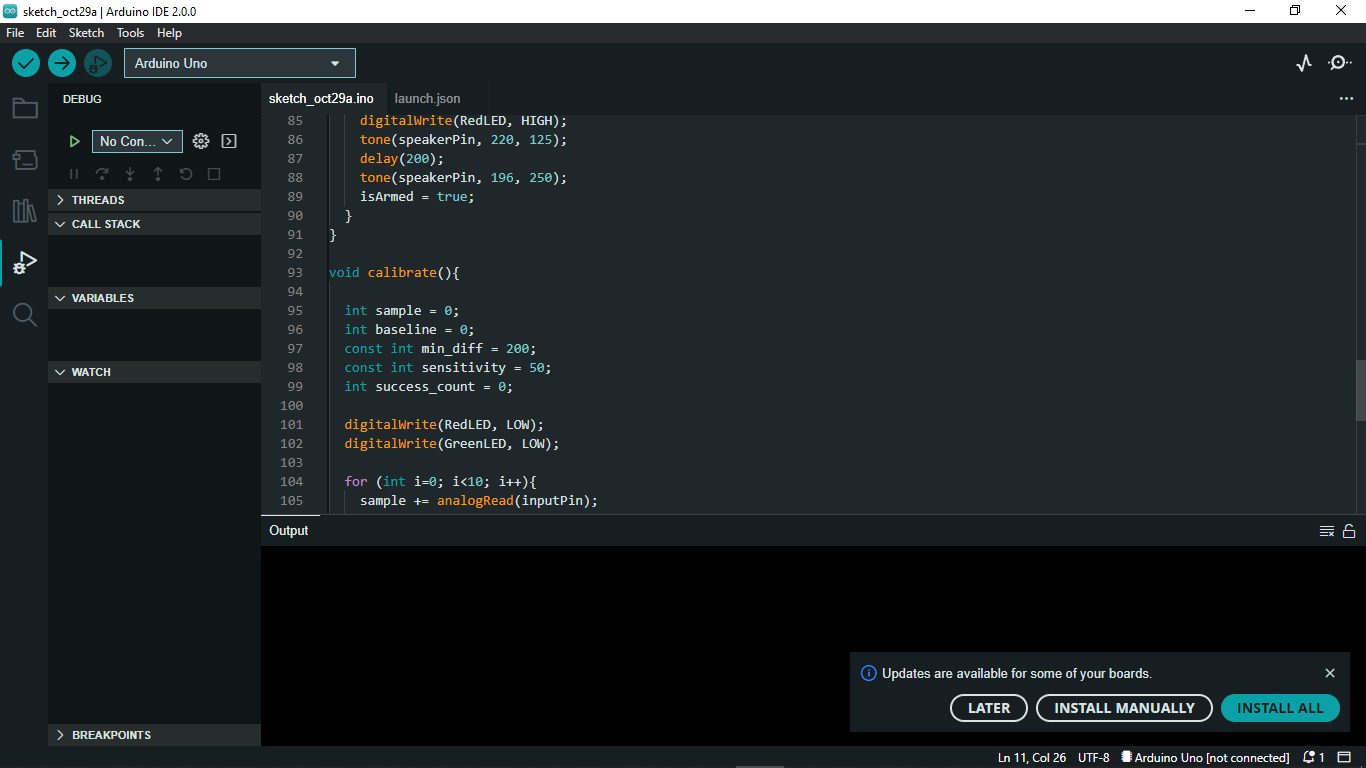 sketch_oct29a | Arduino IDE 2.0.0
File Edit Sketch Tools Help
Arduino Uno
DEBUG
No Con...
THREADS
CALL STACK
VARIABLES
WATCH
BREAKPOINTS
sketch_oct29a.ino launch.json
85 digitalWrite(RedLED, HIGH);
86 tone(speakerPin, 220, 125);
87 delay(200);
88 tone(speakerPin, 196, 250);
89 isArmed = true;
90 }
91 }
92
93 void calibrate(){
94
95 int sample = 0;
96 int baseline = 0;
97 const int min_diff = 200;
98 const int sensitivity = 50;
99 int success_count = 0;
100
101 digitalWrite(RedLED, LOW);
102 digitalWrite(GreenLED, LOW);
103
104 for (int i=0; i<10; i++){
105 sample += analogRead(inputPin);
Output
Updates are available for some of your boards.
LATER INSTALL MANUALLY INSTALL ALL
Ln 11, Col 26 UTF-8 Arduino Uno [not connected] 1